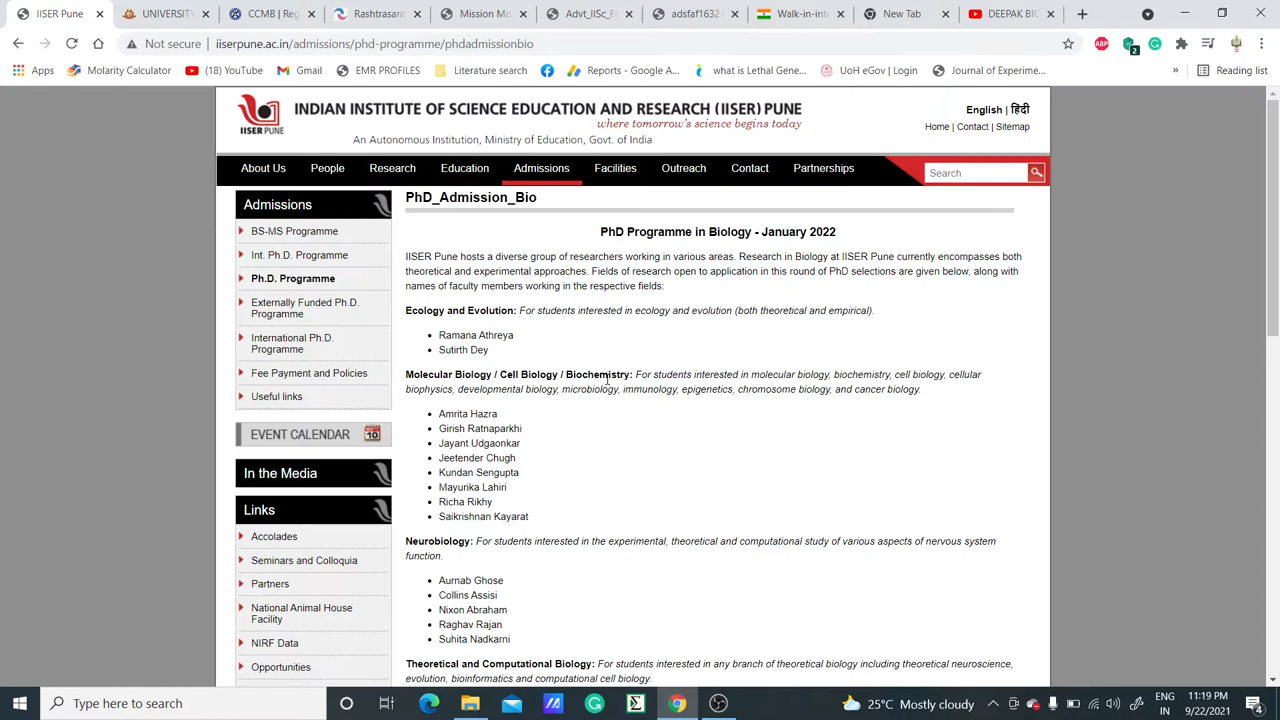 IISER Pune
UNIVERSITY
CCMB | Reg
Rashtrasant
Mission Mo
Advt_IISc_Fa
adsfaf1632
Walk-in-inte
New Tab
DEEPAK BIO
Not secure | iiserpune.ac.in/admissions/phd-programme/phdadmissionbio
2
Apps
Molarity Calculator
(18) YouTube
Gmail
EMR PROFILES
Literature search
Reports - Google A...
what is Lethal Gene...
UoH eGov | Login
Journal of Experime...
»
Reading list
IISER PUNE
INDIAN INSTITUTE OF SCIENCE EDUCATION AND RESEARCH (IISER) PUNE
where tomorrow's science begins today
An Autonomous Institution, Ministry of Education, Govt. of India
English | हिंदी
Home | Contact | Sitemap
About Us
People
Research
Education
Admissions
Facilities
Outreach
Contact
Partnerships
Search
Admissions
BS-MS Programme
Int. Ph.D. Programme
Ph.D. Programme
Externally Funded Ph.D.
Programme
International Ph.D.
Programme
Fee Payment and Policies
Useful links
EVENT CALENDAR 10
In the Media
Links
Accolades
Seminars and Colloquia
Partners
National Animal House
Facility
NIRF Data
Opportunities
PhD_Admission_Bio
PhD Programme in Biology - January 2022
IISER Pune hosts a diverse group of researchers working in various areas. Research in Biology at IISER Pune currently encompasses both
theoretical and experimental approaches. Fields of research open to application in this round of PhD selections are given below, along with
names of faculty members working in the respective fields:
Ecology and Evolution: For students interested in ecology and evolution (both theoretical and empirical).
• Ramana Athreya
• Sutirth Dey
Molecular Biology / Cell Biology / Biochemistry: For students interested in molecular biology, biochemistry, cell biology, cellular
biophysics, developmental biology, microbiology, immunology, epigenetics, chromosome biology, and cancer biology.
• Amrita Hazra
• Girish Ratnaparkhi
• Jayant Udgaonkar
• Jeetender Chugh
• Kundan Sengupta
• Mayurika Lahiri
• Richa Rikhy
• Saikrishnan Kayarat
Neurobiology: For students interested in the experimental, theoretical and computational study of various aspects of nervous system
function.
• Aurnab Ghose
• Collins Assisi
• Nixon Abraham
• Raghav Rajan
• Suhita Nadkarni
Theoretical and Computational Biology: For students interested in any branch of theoretical biology including theoretical neuroscience,
evolution, bioinformatics and computational cell biology.
Type here to search
25°C Mostly cloudy
ENG
IN
11:19 PM
9/22/2021
4